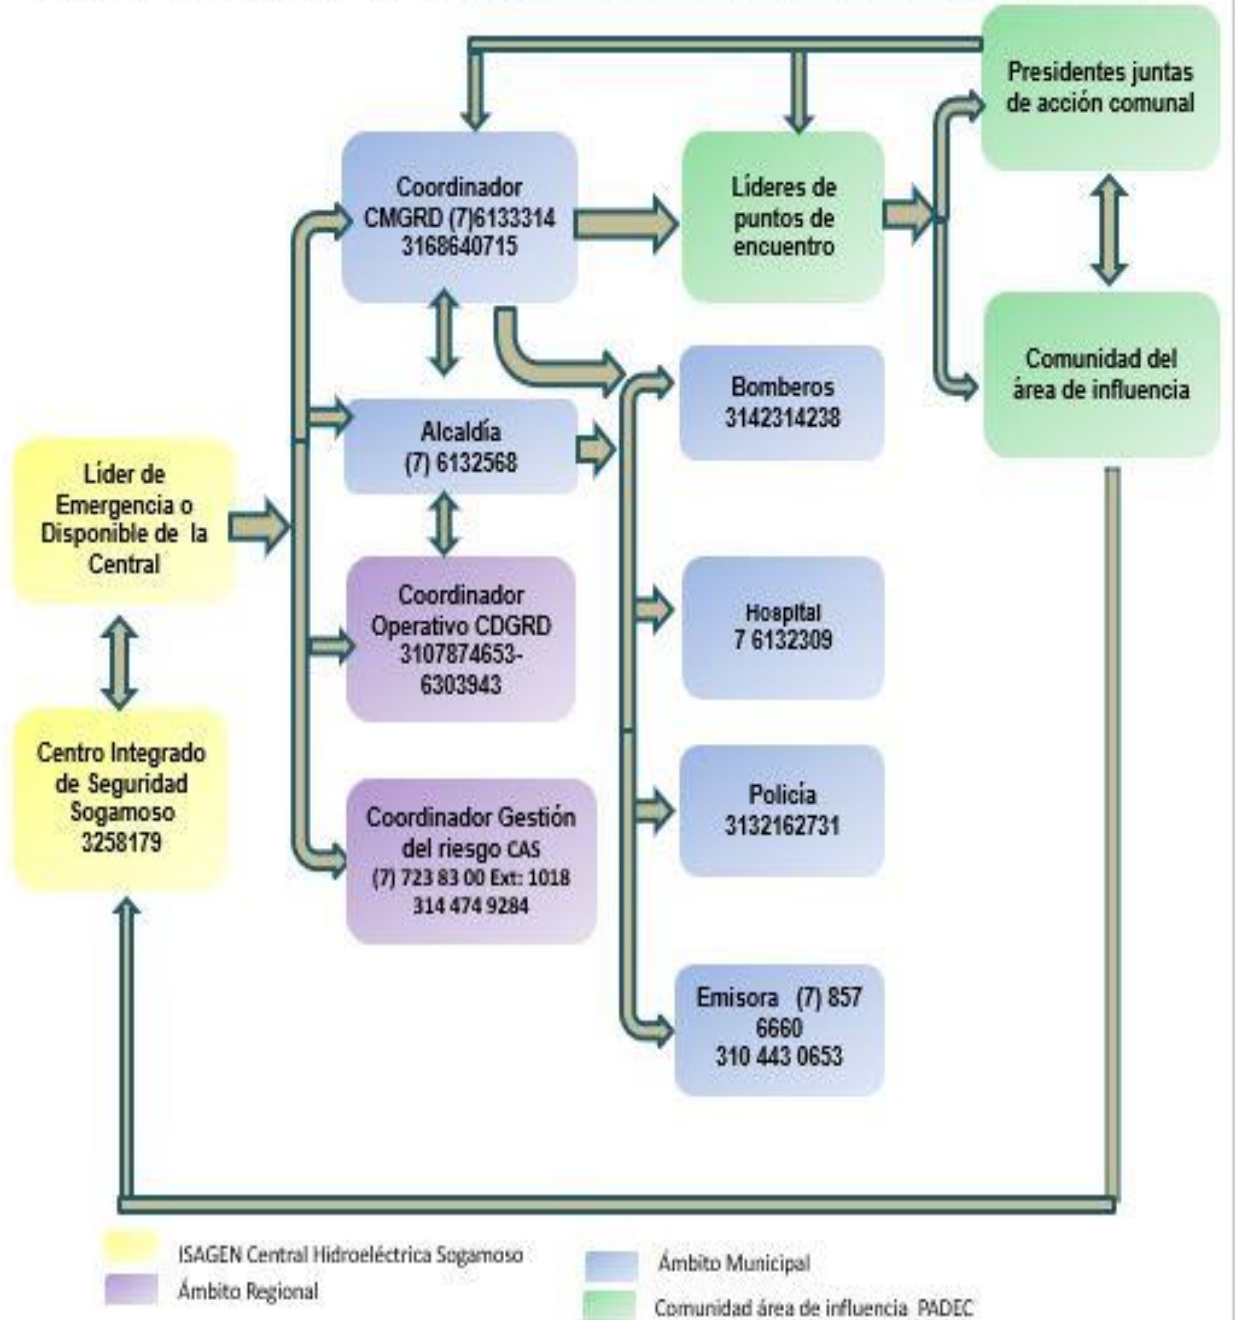 Presidentes juntas
de acción comunal
Coordinador
CMGRD (7)6133314
3168640715
Líderes de
puntos de
encuentro
Comunidad del
área de influencia
Bomberos
3142314238
Alcaldía
(7) 6132568
Líder de
Emergencia o
Disponible de la
Central
Coordinador
Operativo CDGRD
3107874653-
6303943
Hospital
7 6132309
Centro Integrado
de Seguridad
Sogamoso
3258179
Policía
3132162731
Coordinador Gestión
del riesgo CAS
(7) 723 83 00 Ext: 1018
314 474 9284
Emisora (7) 857
6660
310 443 0653
ISAGEN Central Hidroeléctrica Sogamoso
Ámbito Regional
Ámbito Municipal
Comunidad área de influencia PADEC